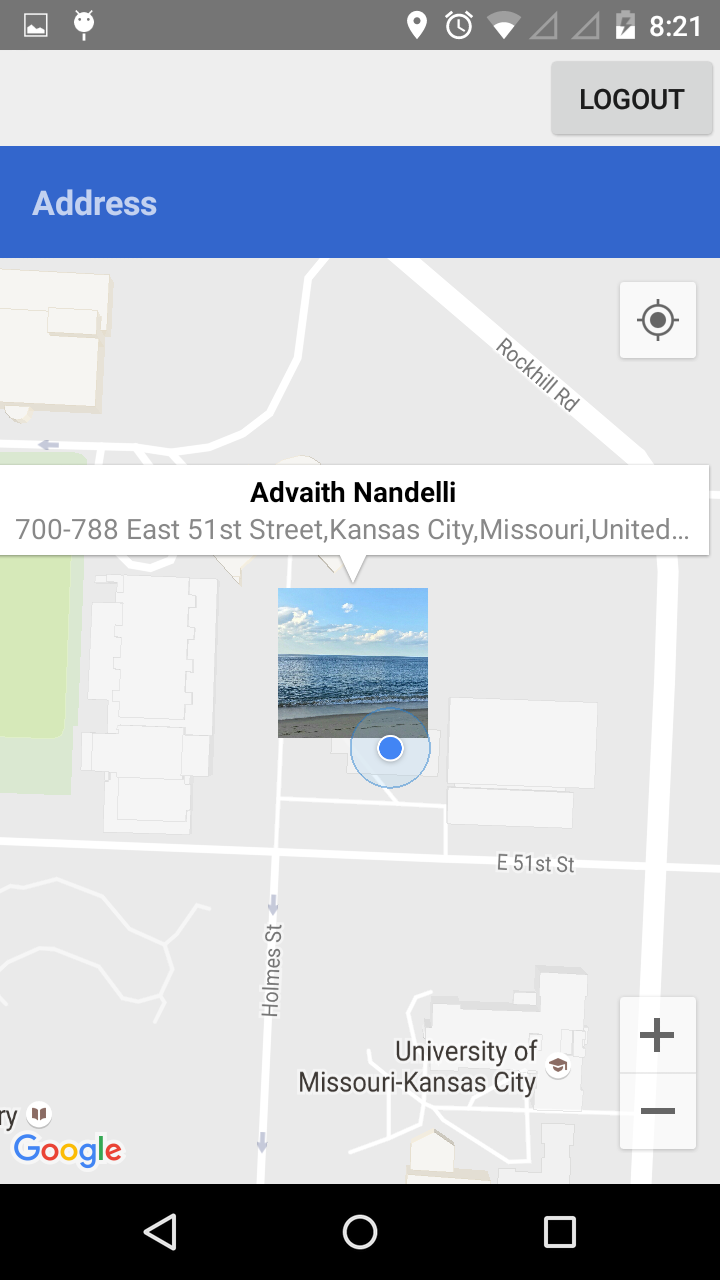 8:21
LOGOUT
Address
Rockhill Rd
Advaith Nandelli
700-788 East 51st Street,Kansas City,Missouri,United...
E 51st St
Holmes St
University of
Missouri-Kansas City
ry
Google